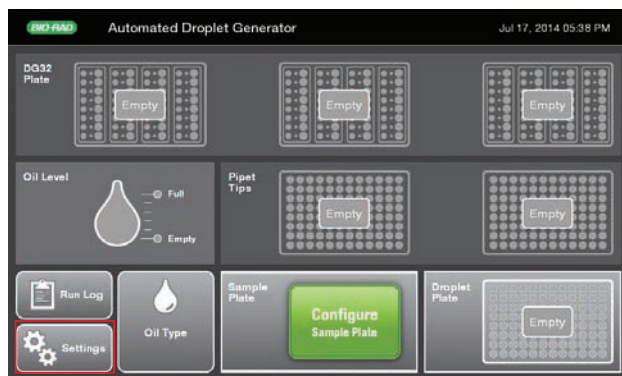 BIO-RAD Automated Droplet Generator Jul 17, 2014 05:38 PM
DG32
Plate
Empty
Empty
Empty
Oil Level
Full
Empty
Pipet
Tips
Empty
Empty
Run Log
Settings
Oil Type
Sample
Plate
Configure
Sample Plate
Droplet
Plate
Empty